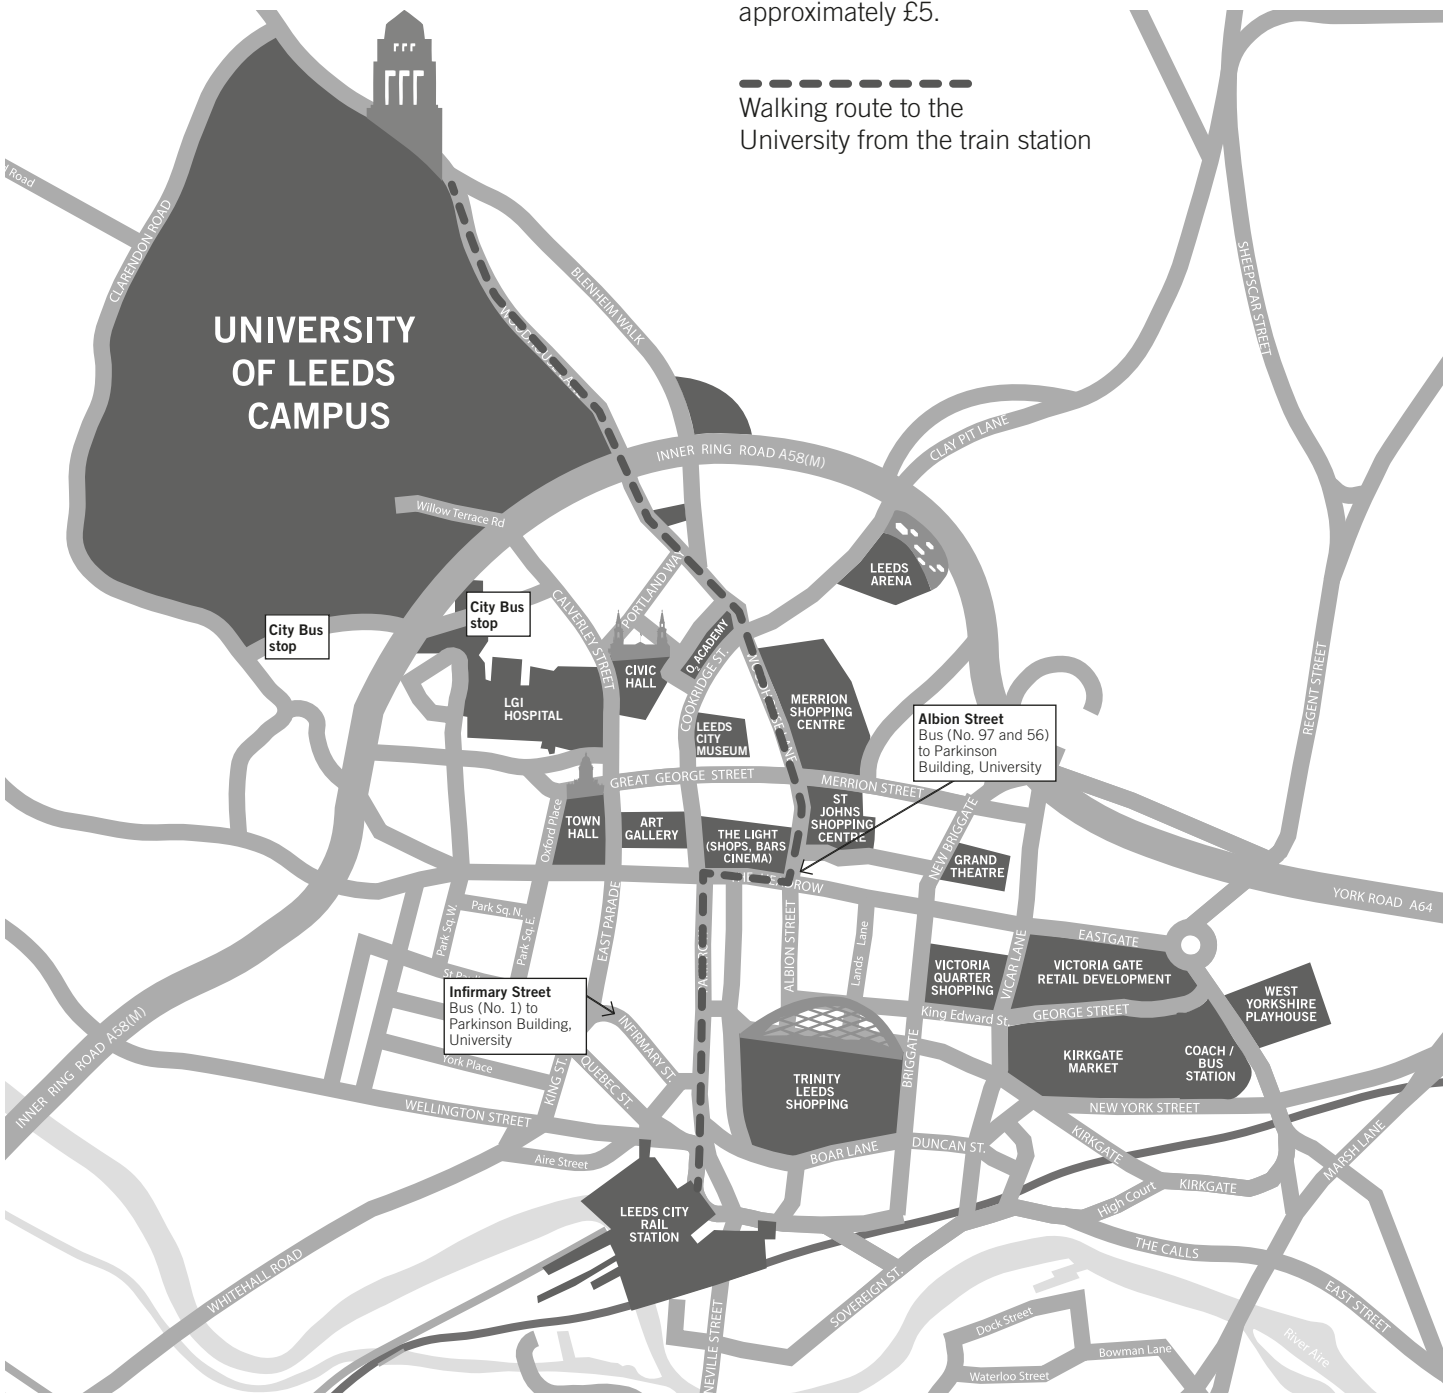 approximately £5.
Walking route to the
University from the train station
Road
CLARENDON ROAD
UNIVERSITY
OF LEEDS
CAMPUS
BLENHEIM WALK
SHEEPSCAR STREET
CLAY PIT LANE
INNER RING ROAD A58(M)
Willow Terrace Rd
LEEDS
ARENA
City Bus
stop
City Bus
stop
CALVERLEY STREET
PORTLAND WAY
O2 ACADEMY
COOKRIDGE ST.
CIVIC
HALL
LGI
HOSPITAL
MERRION
SHOPPING
CENTRE
LEEDS
CITY
MUSEUM
REGENT STREET
Albion Street
Bus (No. 97 and 56)
to Parkinson
Building, University
GREAT GEORGE STREET
MERRION STREET
ST
JOHNS
SHOPPING
CENTRE
Oxford Place
TOWN
HALL
ART
GALLERY
THE LIGHT
(SHOPS, BARS
CINEMA)
NEW BRIGGATE
GRAND
THEATRE
YORK ROAD A64
Park Sq. W.
Park Sq. N.
Park Sq. E.
EAST PARADE
ALBION STREET
Lands Lane
EASTGATE
VICAR LANE
VICTORIA
QUARTER
SHOPPING
VICTORIA GATE
RETAIL DEVELOPMENT
WEST
YORKSHIRE
PLAYHOUSE
Infirmary Street
Bus (No. 1) to
Parkinson Building,
University
INFIRMARY ST.
King Edward St.
GEORGE STREET
INNER RING ROAD A58(M)
York Place
KING ST.
QUEBEC ST.
BRIGGATE
KIRKGATE
MARKET
COACH /
BUS
STATION
TRINITY
LEEDS
SHOPPING
WELLINGTON STREET
NEW YORK STREET
Aire Street
BOAR LANE
DUNCAN ST.
KIRKGATE
MARSH LANE
KIRKGATE
High Court
LEEDS CITY
RAIL
STATION
THE CALLS
WHITEHALL ROAD
SOVEREIGN ST.
EAST STREET
NEVILLE STREET
Dock Street
Bowman Lane
River Aire
Waterloo Street